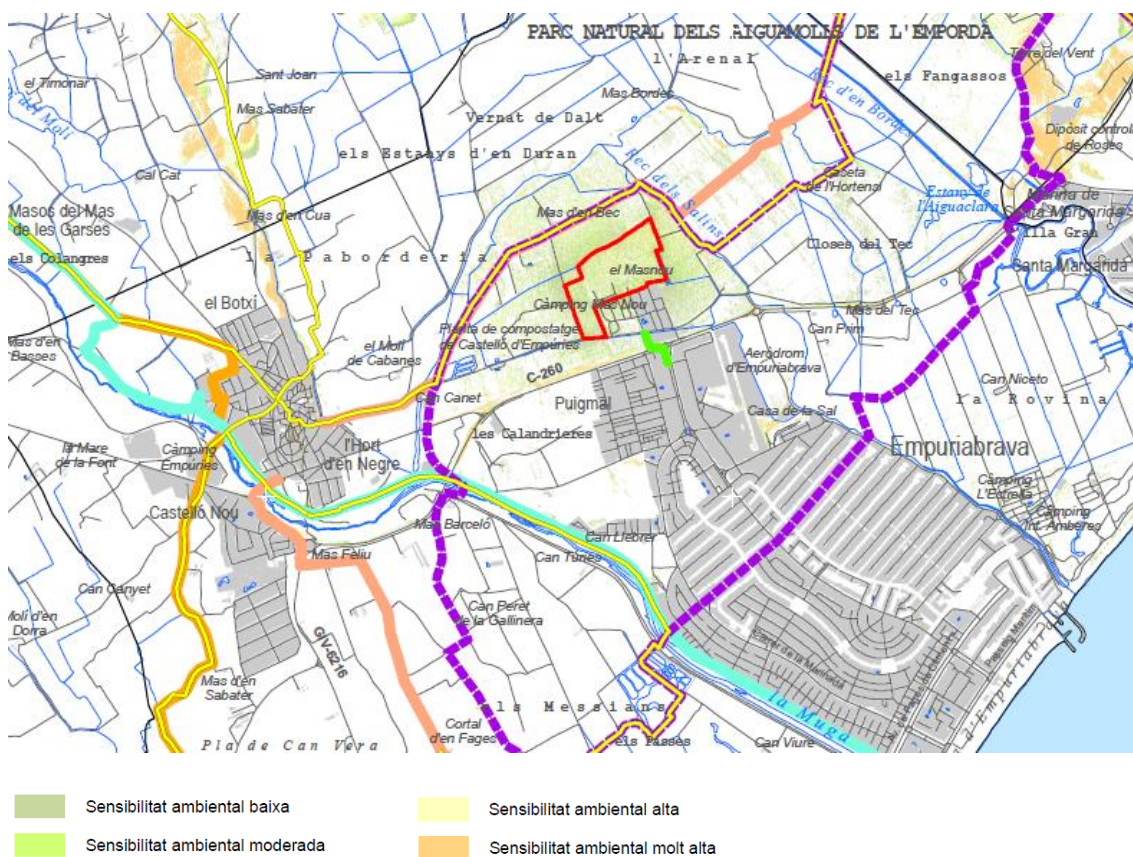 PARC NATURAL DELS AIGUAMOLLS DE L'EMPORDA
l'Arenal
els Fangassos
Torre del Vent
el Timonar
Sant Joan
Mas Sabater
Mas Bordes
Rec d'en Bordes
Vernat de Dalt
Dipòsit controlat
de Roses
els Estanys d'en Duran
Rec dels Salins
Cal Cat
Caseta
de l'Hortensi
Estany de
l'Aiguaclara
Marina de
Santa Margarida
Illa Gran
Masos del Mas
de les Garses
Mas d'en Cua
Mas d'en Bec
els Colangres
la Paborderia
Closes del Tec
Santa Margarida
el Masnou
el Botxí
Càmping Mas Nou
Mas del Tec
Planta de compostatge
de Castelló d'Empúries
Can Prim
Mas d'en
Basses
el Molí
de Cabanes
C-260
Aeròdrom
d'Empuriabrava
Can Niceto
Can Canet
Puigmal
la Rovina
Casa de la Sal
les Calandrieres
Empuriabrava
la Mare
de la Font
Càmping
Empúries
l'Hort
d'en Negre
Càmping
L'Estrella
Castelló Nou
Càmping
Int. Amberes
Mas Barceló
Can Llebrer
Mas Feliu
Can Túries
Can Canyet
Can Peret
de la Gallinera
Molí d'en
Dorra
GIV-6216
Passeig Marítim
Mas d'en
Sabater
els Messians
la Muga
Cortal
d'en Fages
Pla de Can Vera
els Passes
Can Viure
Sensibilitat ambiental baixa
Sensibilitat ambiental alta
Sensibilitat ambiental moderada
Sensibilitat ambiental molt alta